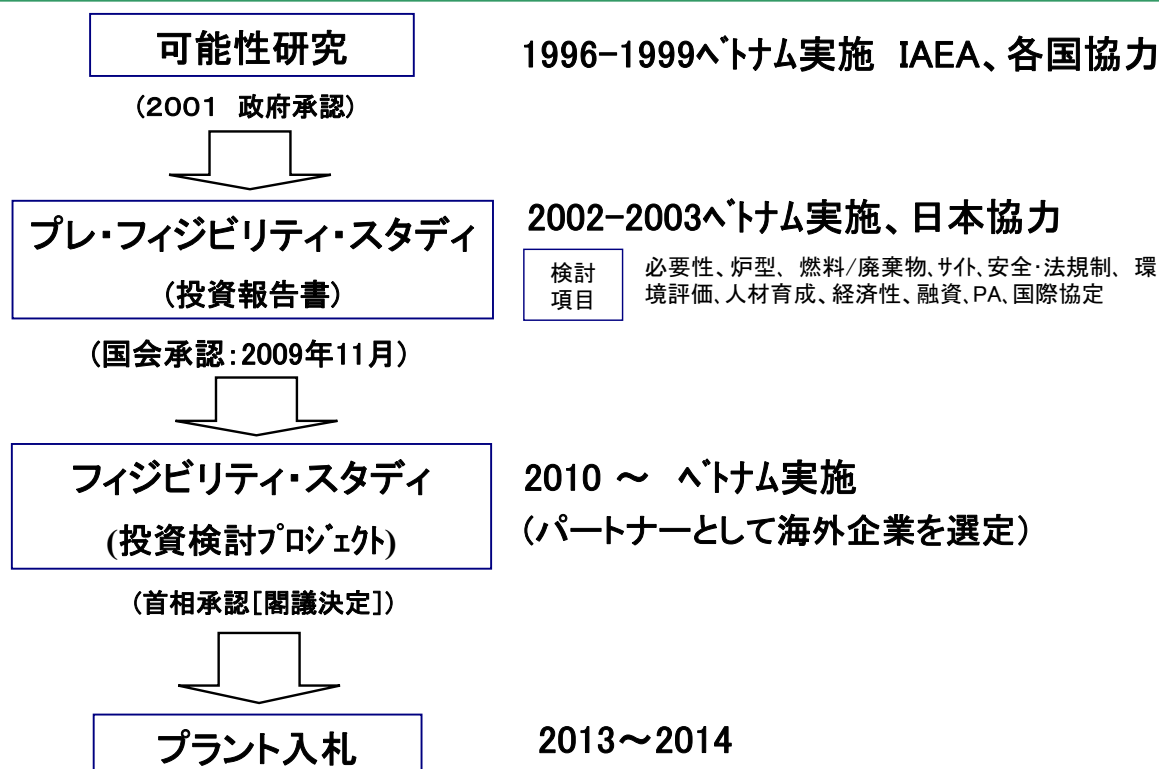 可能性研究
1996-1999ﾍﾞﾄﾅﾑ実施 IAEA、各国協力
(2001 政府承認)
プレ・フィジビリティ・スタディ
(投資報告書)
2002-2003ﾍﾞﾄﾅﾑ実施、日本協力
検討
項目
必要性、炉型、 燃料/廃棄物、ｻｲﾄ、安全・法規制、 環
境評価、人材育成、経済性、融資、PA、国際協定
(国会承認:2009年11月)
フィジビリティ・スタディ
(投資検討ﾌﾟﾛｼﾞｪｸﾄ)
2010 ～ ﾍﾞﾄﾅﾑ実施
(パートナーとして海外企業を選定)
(首相承認[閣議決定])
プラント入札
2013～2014